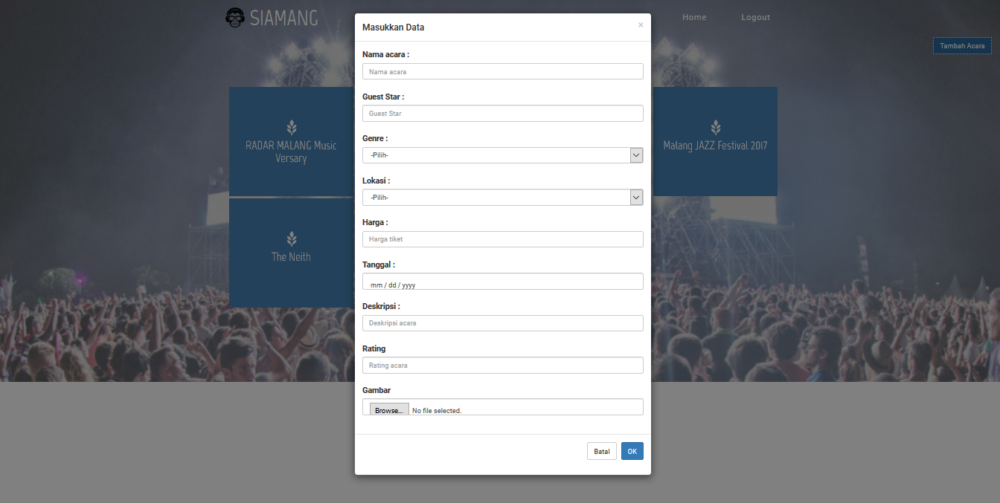 SIAMANG
Home
Logout
Tambah Acara
RADAR MALANG Music
Versary
Malang JAZZ Festival 2017
The Neith
Masukkan Data
×
Nama acara :
Nama acara
Guest Star :
Guest Star
Genre :
-Pilih-
Lokasi :
-Pilih-
Harga :
Harga tiket
Tanggal :
mm / dd / yyyy
Deskripsi :
Deskripsi acara
Rating
Rating acara
Gambar
Browse... No file selected.
Batal
OK